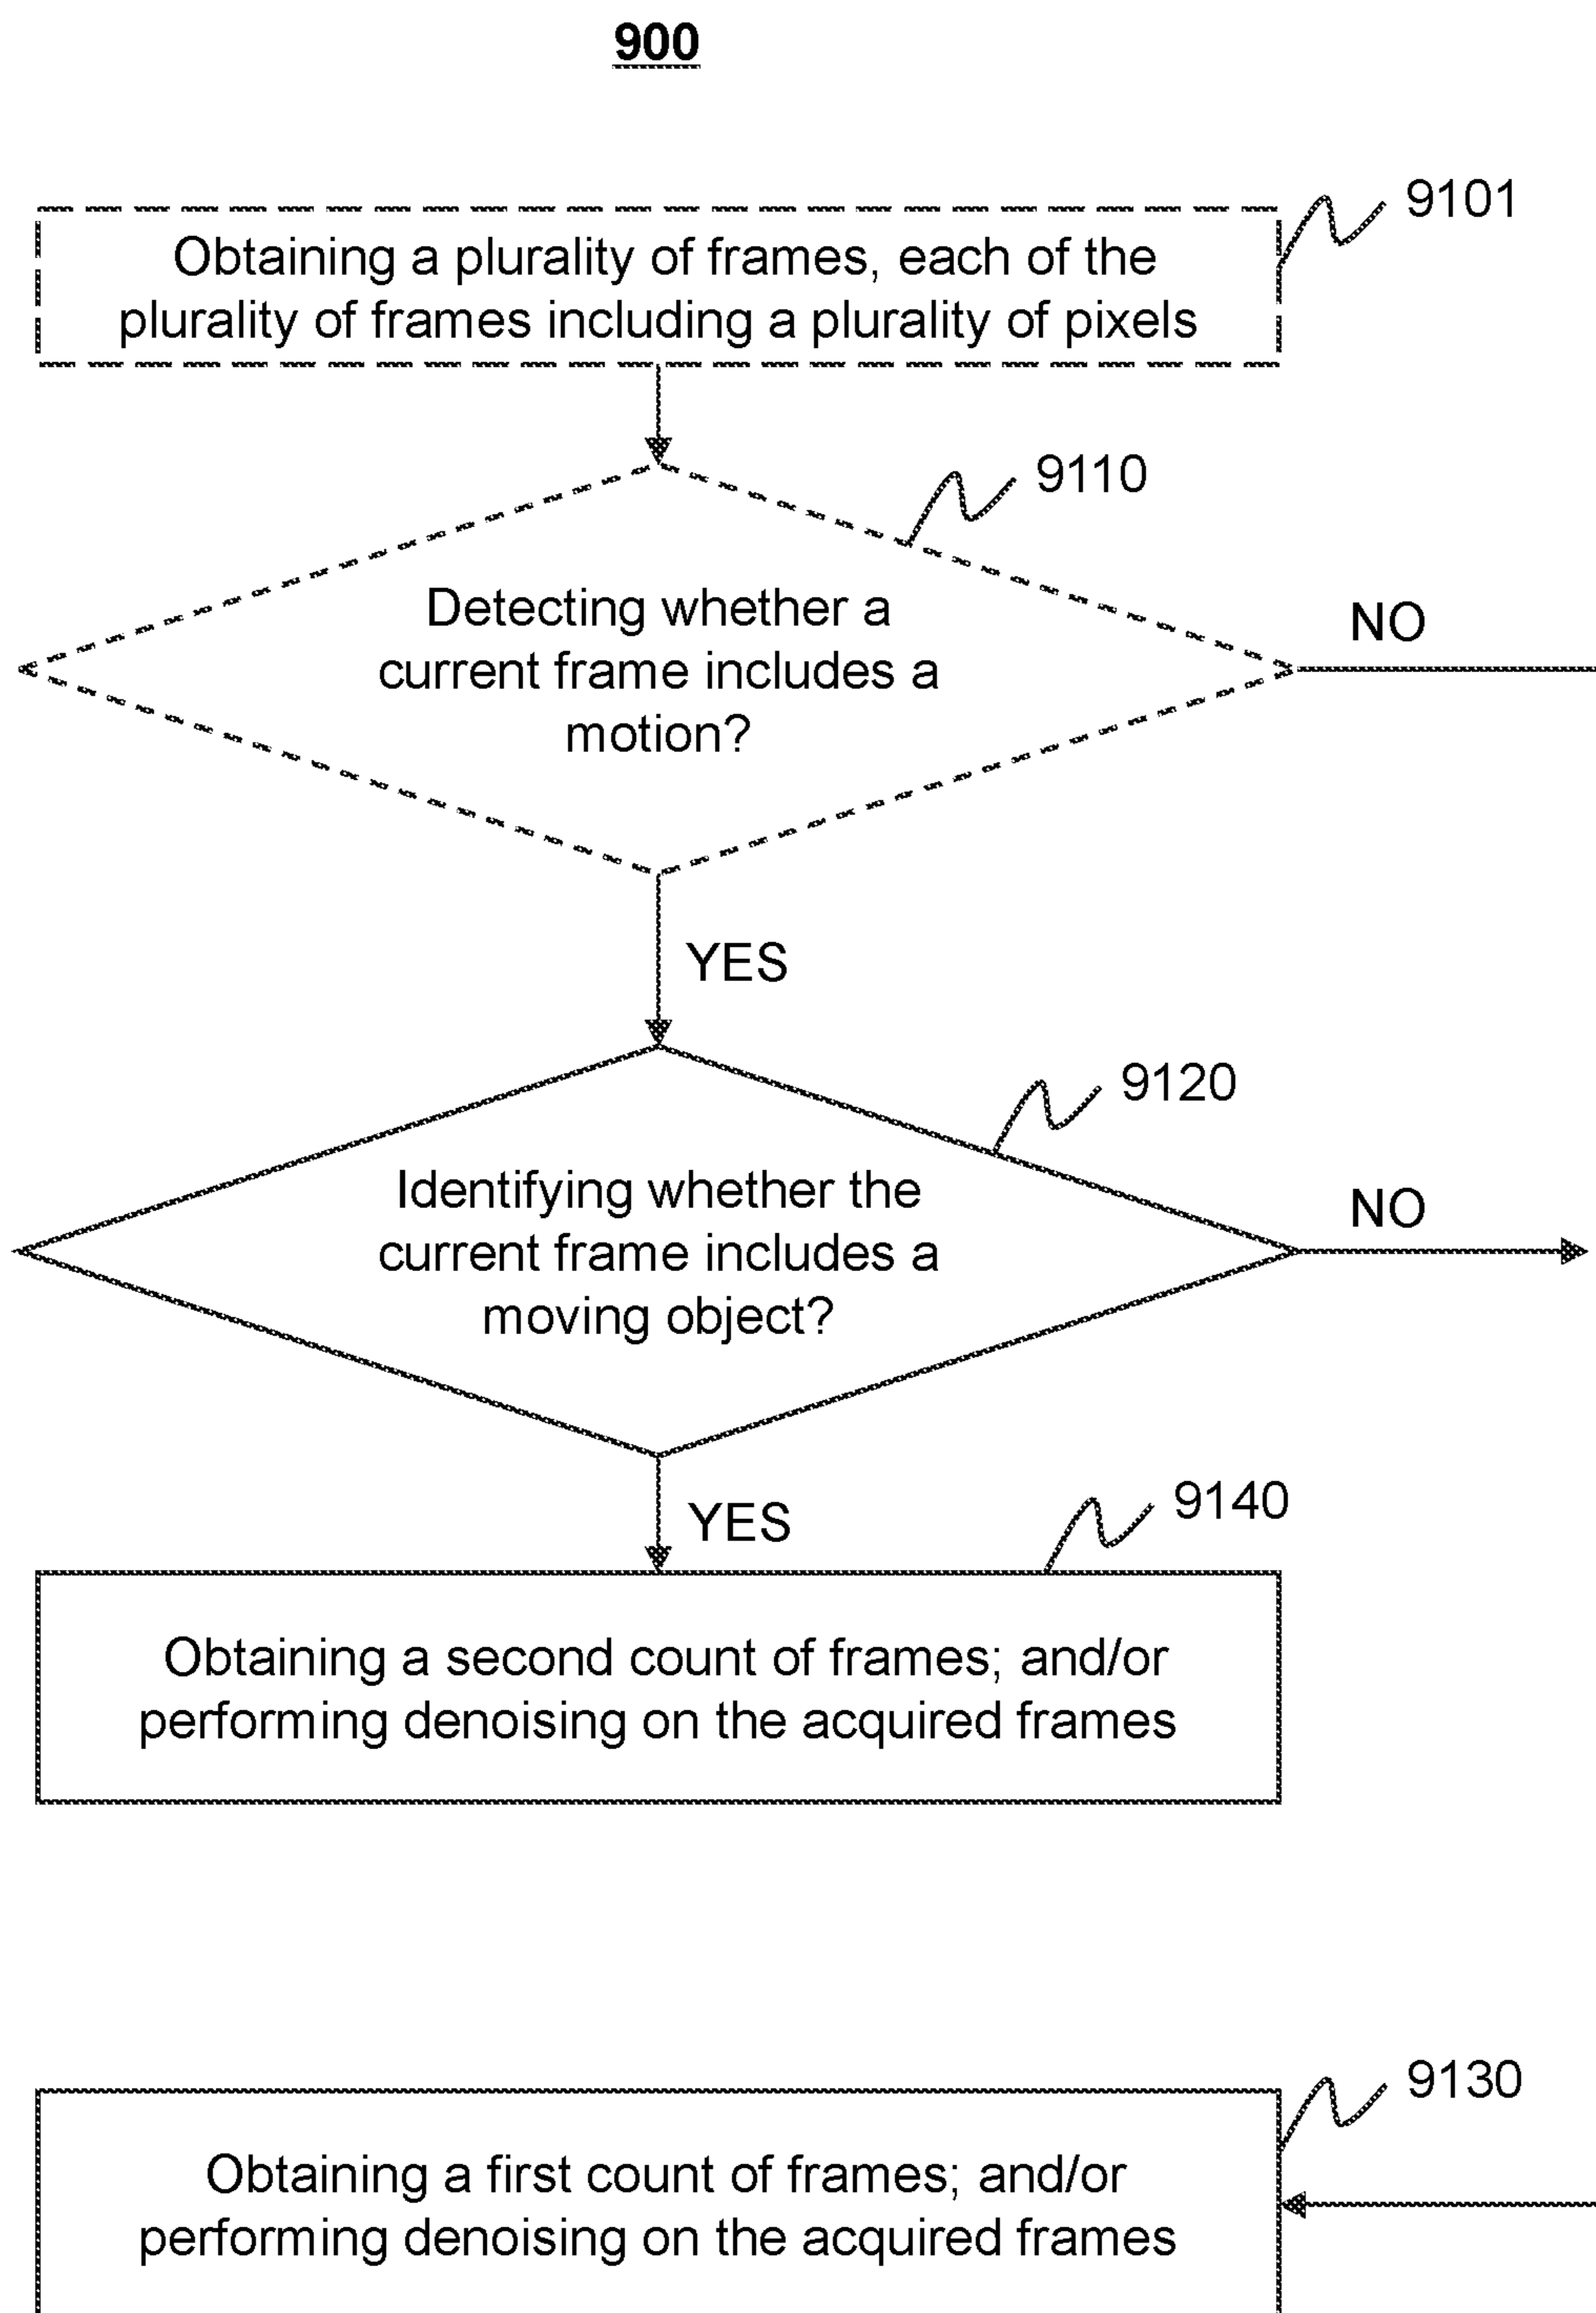 900
9101
Obtaining a plurality of frames, each of the
plurality of frames including a plurality of pixels
9110
Detecting whether a
current frame includes a
motion?
NO
YES
9120
Identifying whether the
current frame includes a
moving object?
NO
YES
9140
Obtaining a second count of frames; and/or
performing denoising on the acquired frames
9130
Obtaining a first count of frames; and/or
performing denoising on the acquired frames